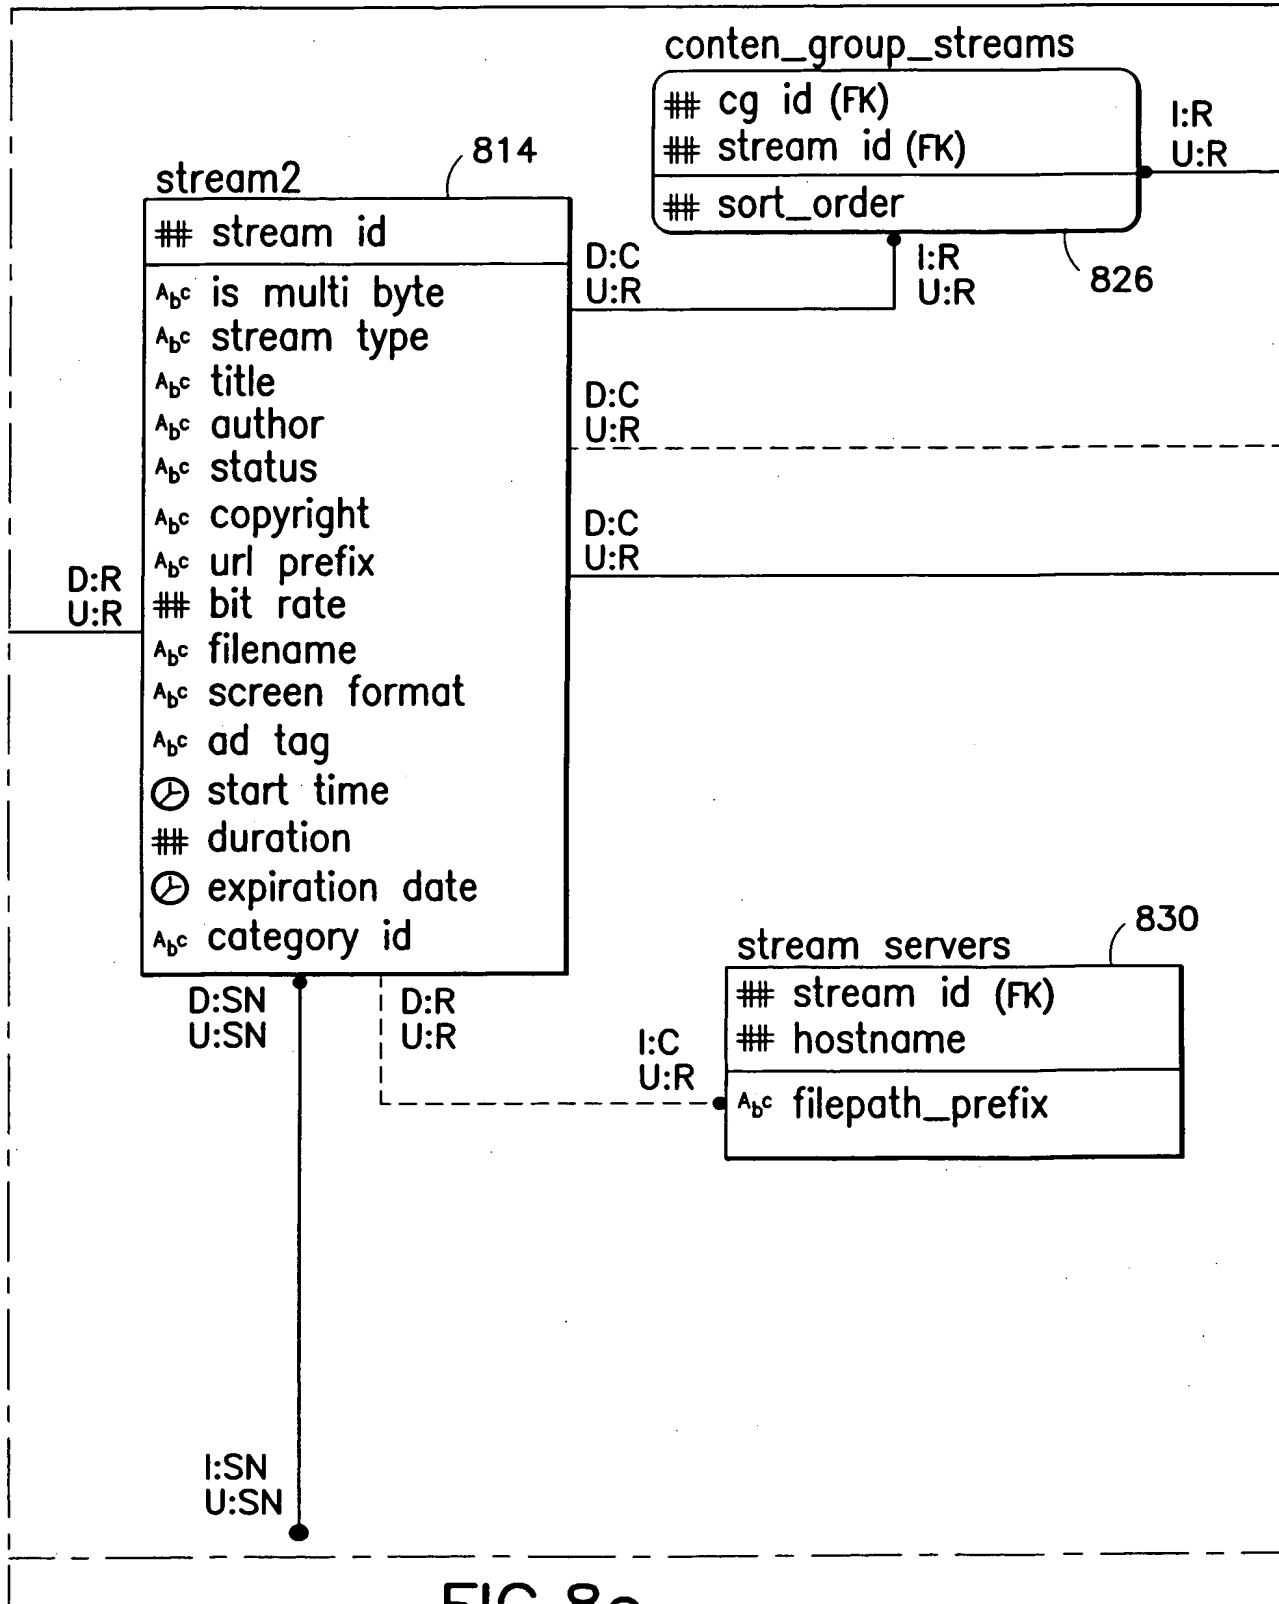 conten_group_streams
## cg id (FK)
## stream id (FK)
## sort_order
I:R
U:R
826
I:R
U:R
814
stream2
## stream id
Abc is multi byte
Abc stream type
Abc title
Abc author
Abc status
Abc copyright
Abc url prefix
## bit rate
Abc filename
Abc screen format
Abc ad tag
start time
## duration
expiration date
Abc category id
D:C
U:R
D:C
U:R
D:C
U:R
D:R
U:R
D:SN
U:SN
D:R
U:R
I:C
U:R
830
stream servers
## stream id (FK)
## hostname
Abc filepath_prefix
I:SN
U:SN